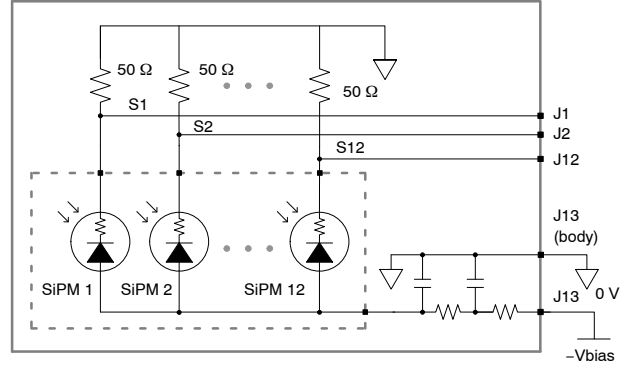 50 Ω
50 Ω
50 Ω
S1
J1
S2
J2
S12
J12
J13
(body)
SiPM 1
SiPM 2
SiPM 12
J13
0 V
−Vbias